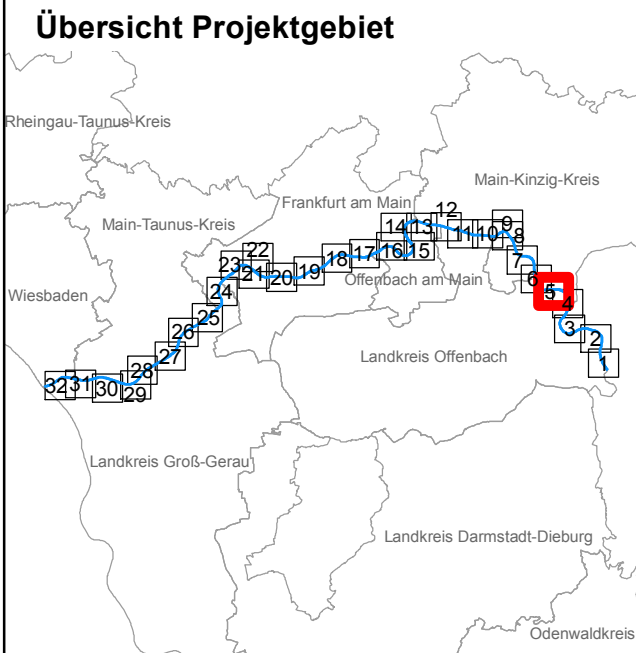 Übersicht Projektgebiet
Rheingau-Taunus-Kreis
Main-Kinzig-Kreis
Frankfurt am Main
Main-Taunus-Kreis
12
9
14
13
11
10
8
22
16
15
7
23
21
20
19
18
17
Offenbach am Main
6
Wiesbaden
24
5
4
25
3
26
2
Landkreis Offenbach
27
1
28
32
31
30
29
Landkreis Groß-Gerau
Landkreis Darmstadt-Dieburg
Odenwaldkreis